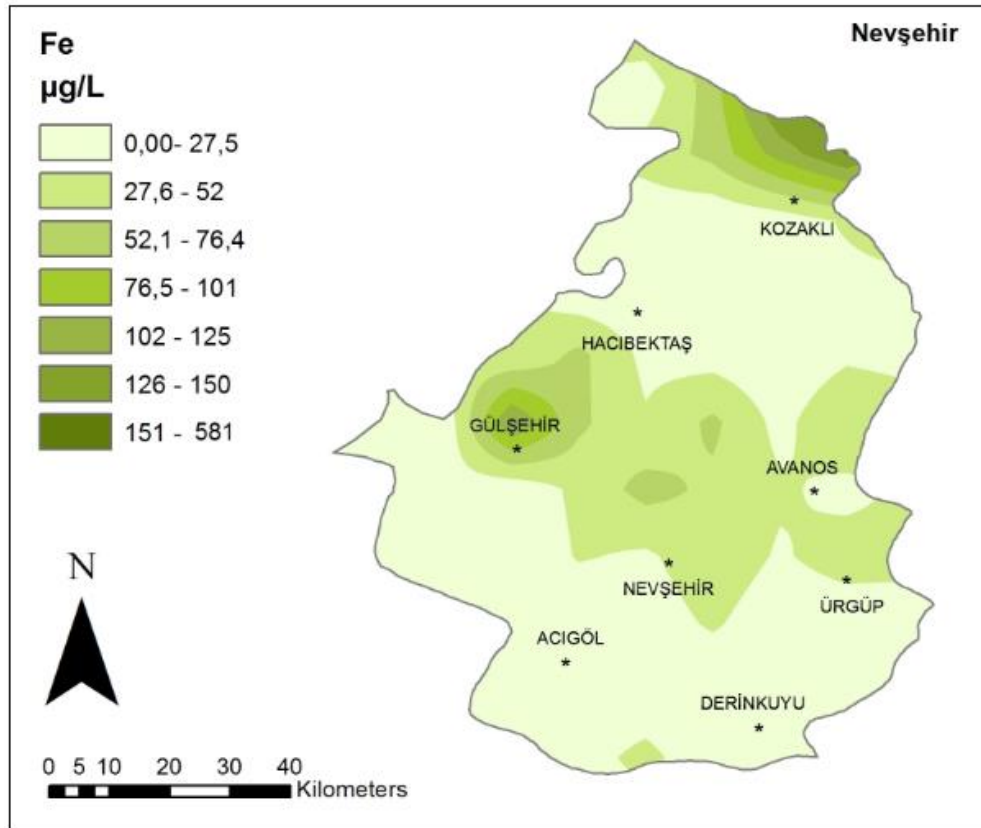 Nevşehir
Fe
µg/L
0,00- 27,5
27,6 - 52
52,1 - 76,4
76,5 - 101
102 - 125
126 - 150
151 - 581
KOZAKLI
HACIBEKTAŞ
GÜLŞEHİR
AVANOS
NEVŞEHİR
ÜRGÜP
ACIGÖL
DERİNKUYU
N
0 5 10 20 30 40
Kilometers